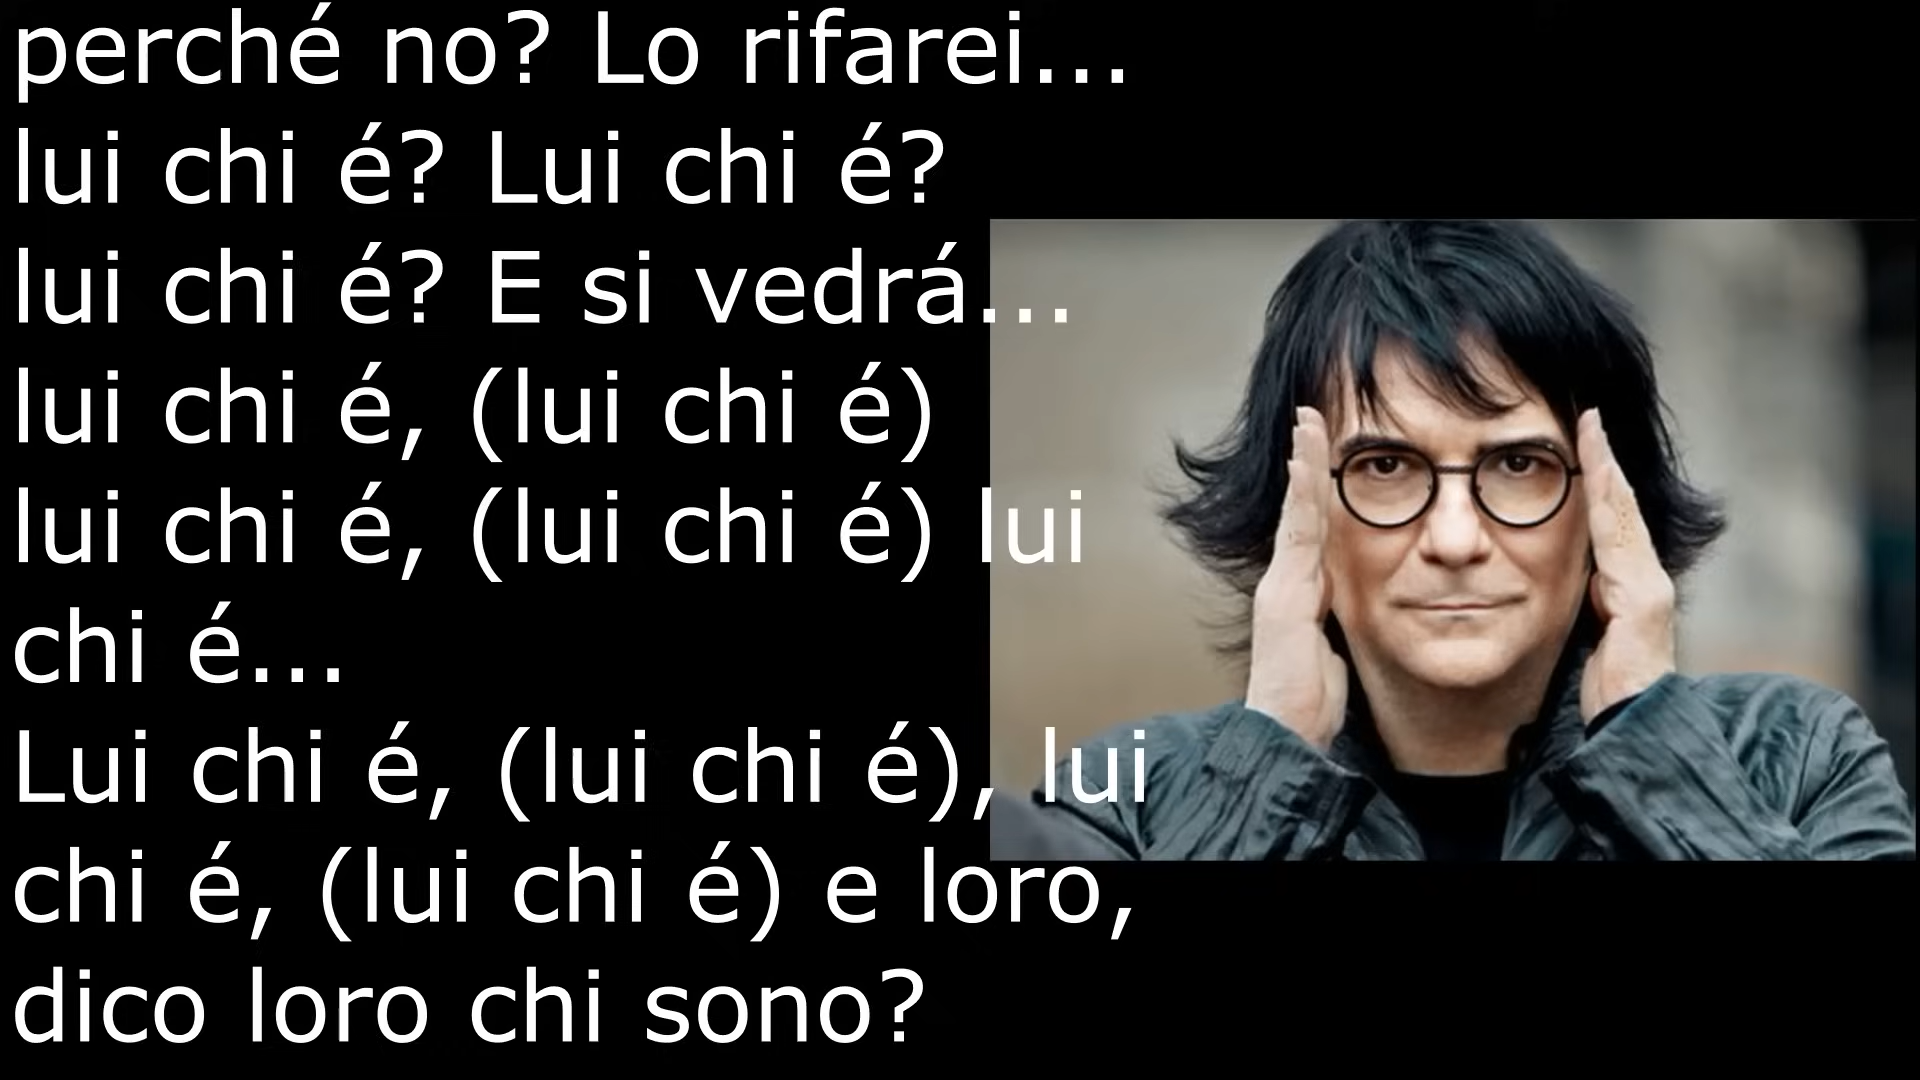 perché no? Lo rifarei...
lui chi é? Lui chi é?
lui chi é? E si vedrá...
lui chi é, (lui chi é)
lui chi é, (lui chi é) lui
chi é...
Lui chi é, (lui chi é), lui
chi é, (lui chi é) e loro,
dico loro chi sono?